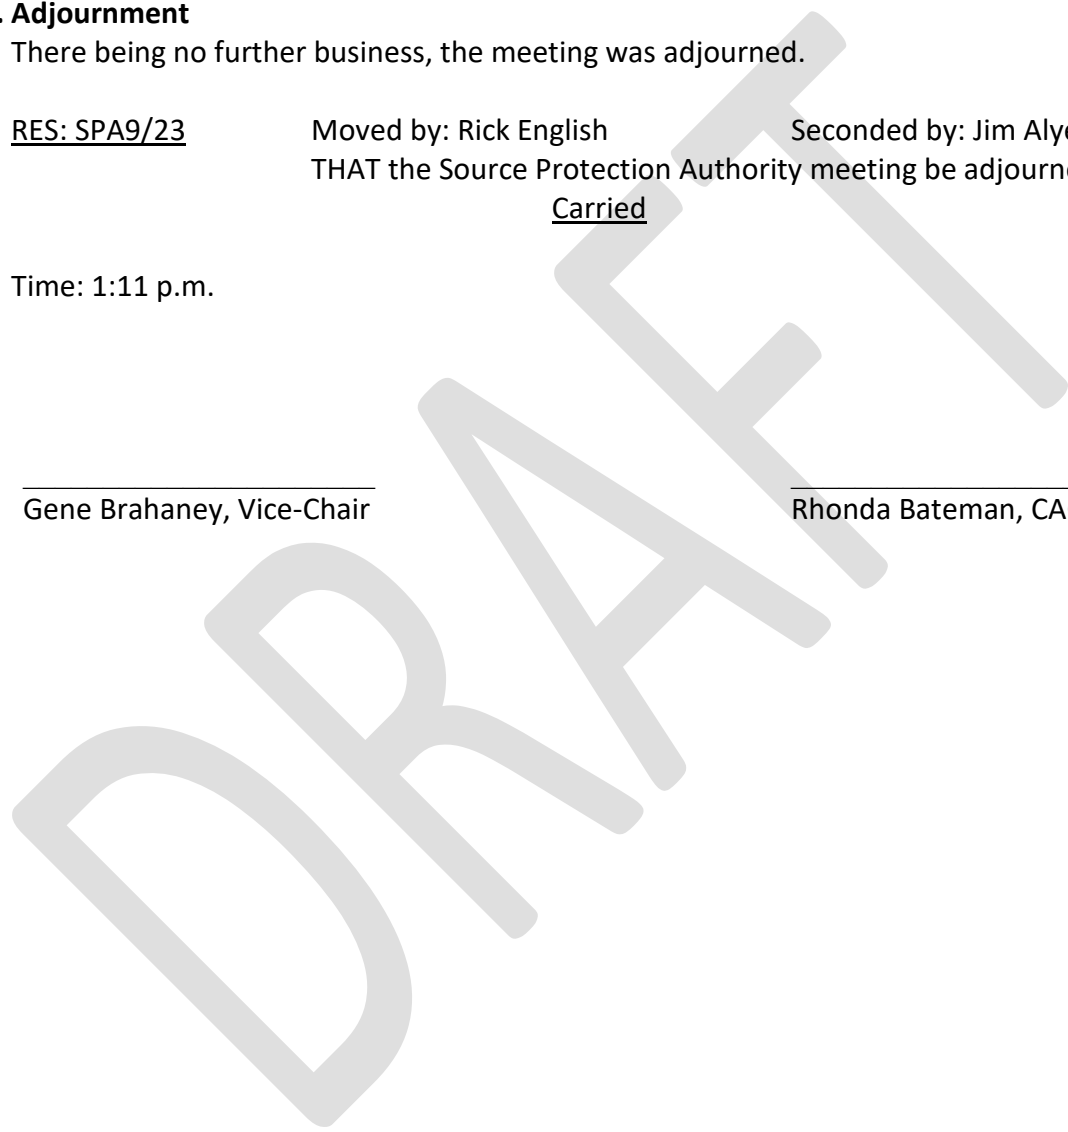 . Adjournment
There being no further business, the meeting was adjourned.
RES: SPA9/23 Moved by: Rick English Seconded by: Jim
THAT the Source Protection Authority meeting be
Carried
Time: 1:11 p.m.
Gene Brahaney, Vice-Chair Rhonda Bateman,
DRAFT